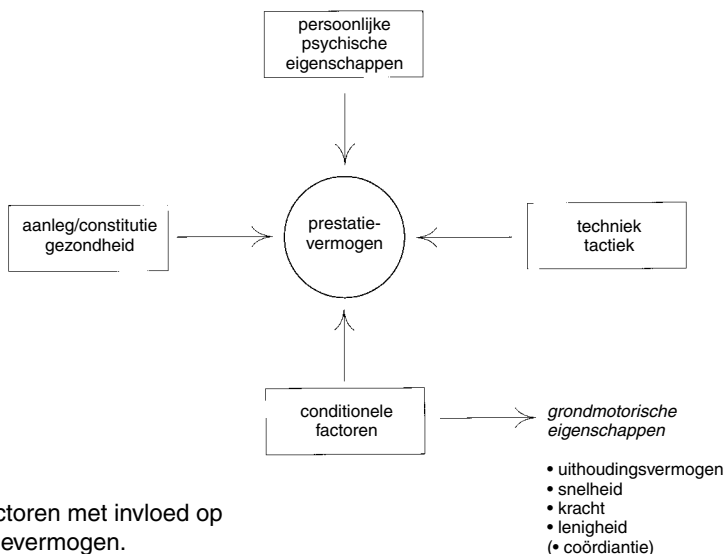 persoonlijke
psychische
eigenschappen
aanleg/constitutie
gezondheid
prestatie-
vermogen
techniek
tactiek
conditionele
factoren
grondmotorische
eigenschappen
• uithoudingsvermogen
• snelheid
• kracht
• lenigheid
(• coördiantie)
ctoren met invloed op
evermogen.